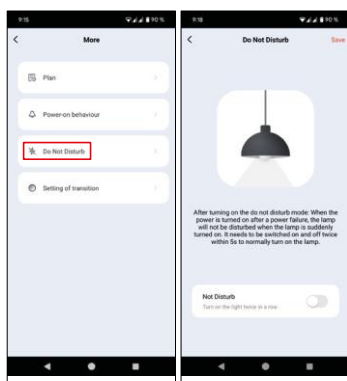 9:15
90 %
More
Plan
Power-on behaviour
Do Not Disturb
Setting of transition
9:18
90 %
Do Not Disturb
Save
After turning on the do not disturb mode: When the
power is turned on after a power failure, the lamp
will not be disturbed when the lamp is suddenly
turned on. It needs to be switched on and off twice
within 5s to normally turn on the lamp.
Not Disturb
Turn on the light twice in a row